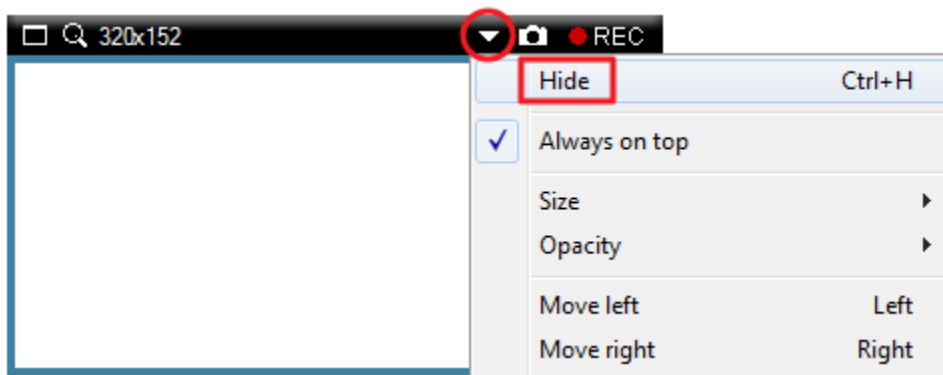 320x152 REC
Hide Ctrl+H
Always on top
Size
Opacity
Move left Left
Move right Right